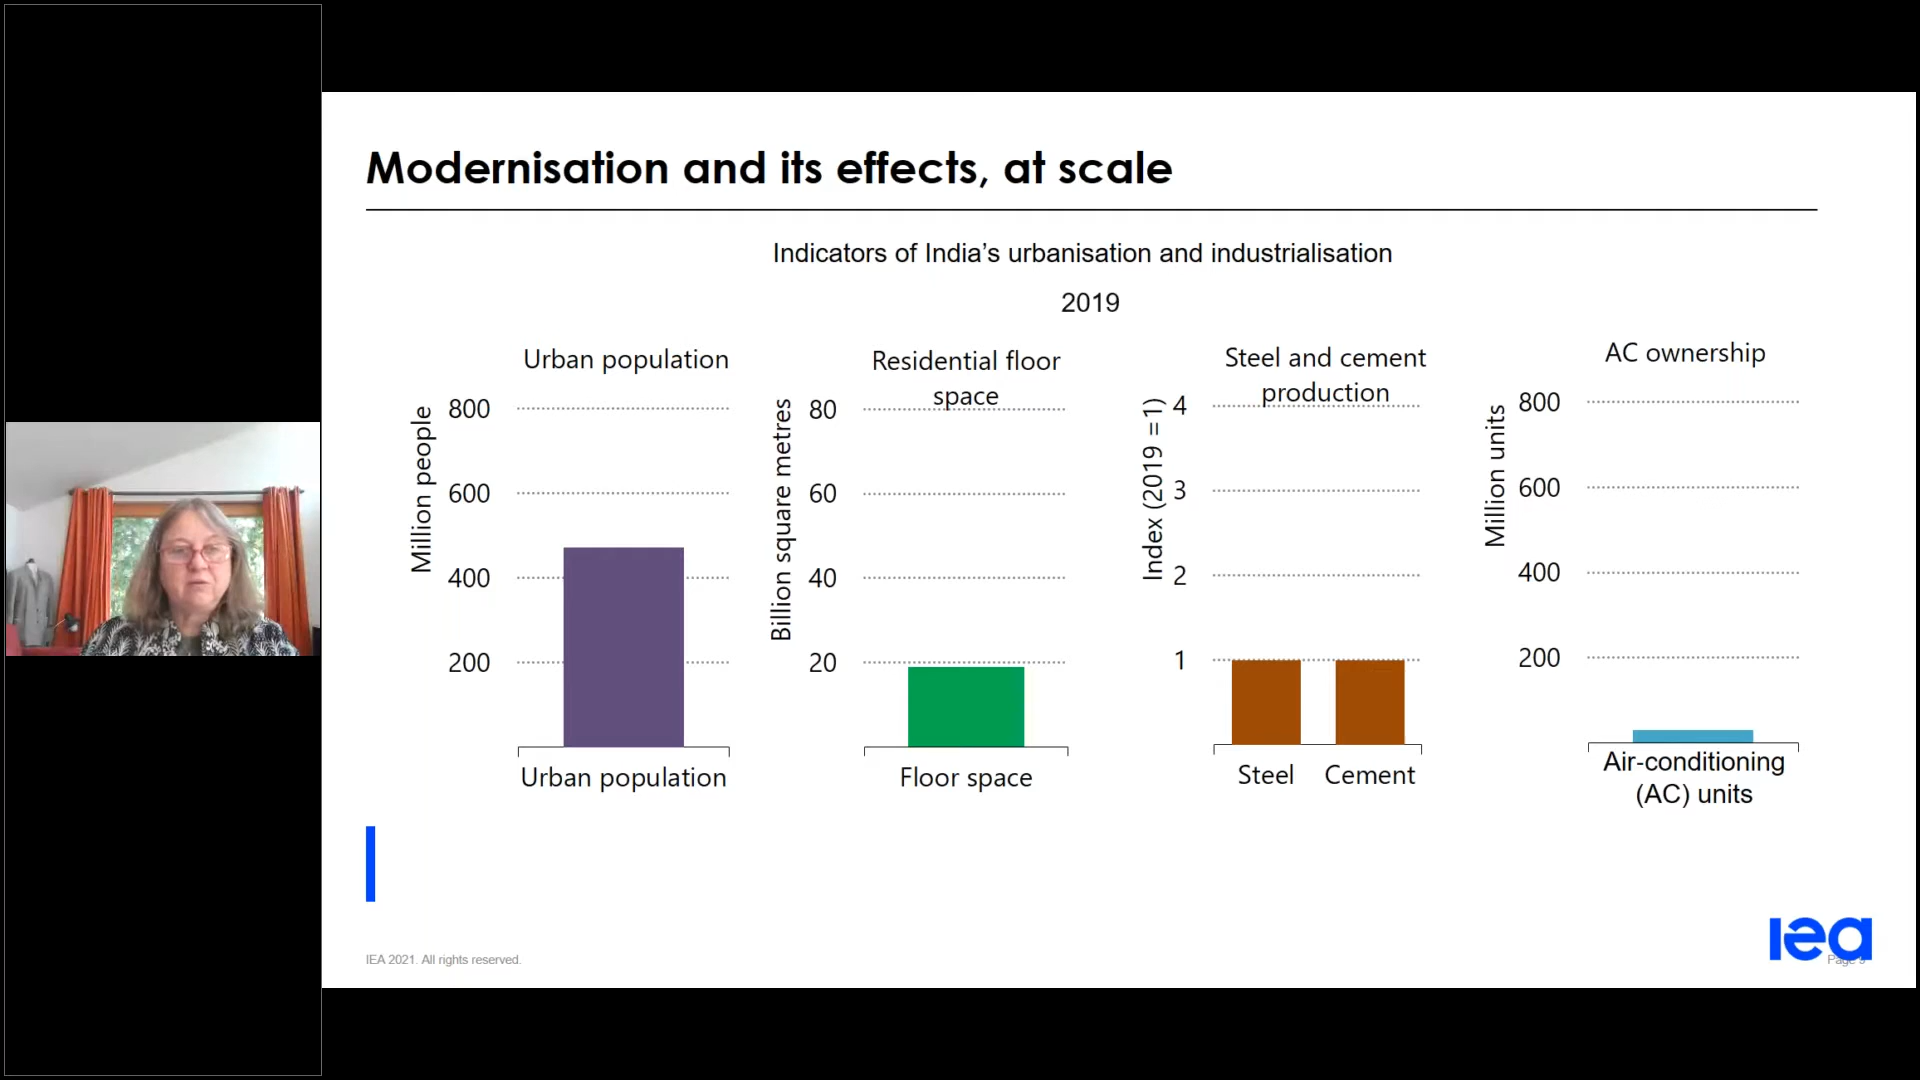 Modernisation and its effects, at scale
Indicators of India's urbanisation and industrialisation
2019
Urban population
Million people
800
600
400
200
Urban population
Residential floor
space
Billion square metres
80
60
40
20
Floor space
Steel and cement
production
Index (2019 =1)
4
3
2
1
Steel Cement
AC ownership
Million units
800
600
400
200
Air-conditioning
(AC) units
IEA 2021. All rights reserved.
iea
Page